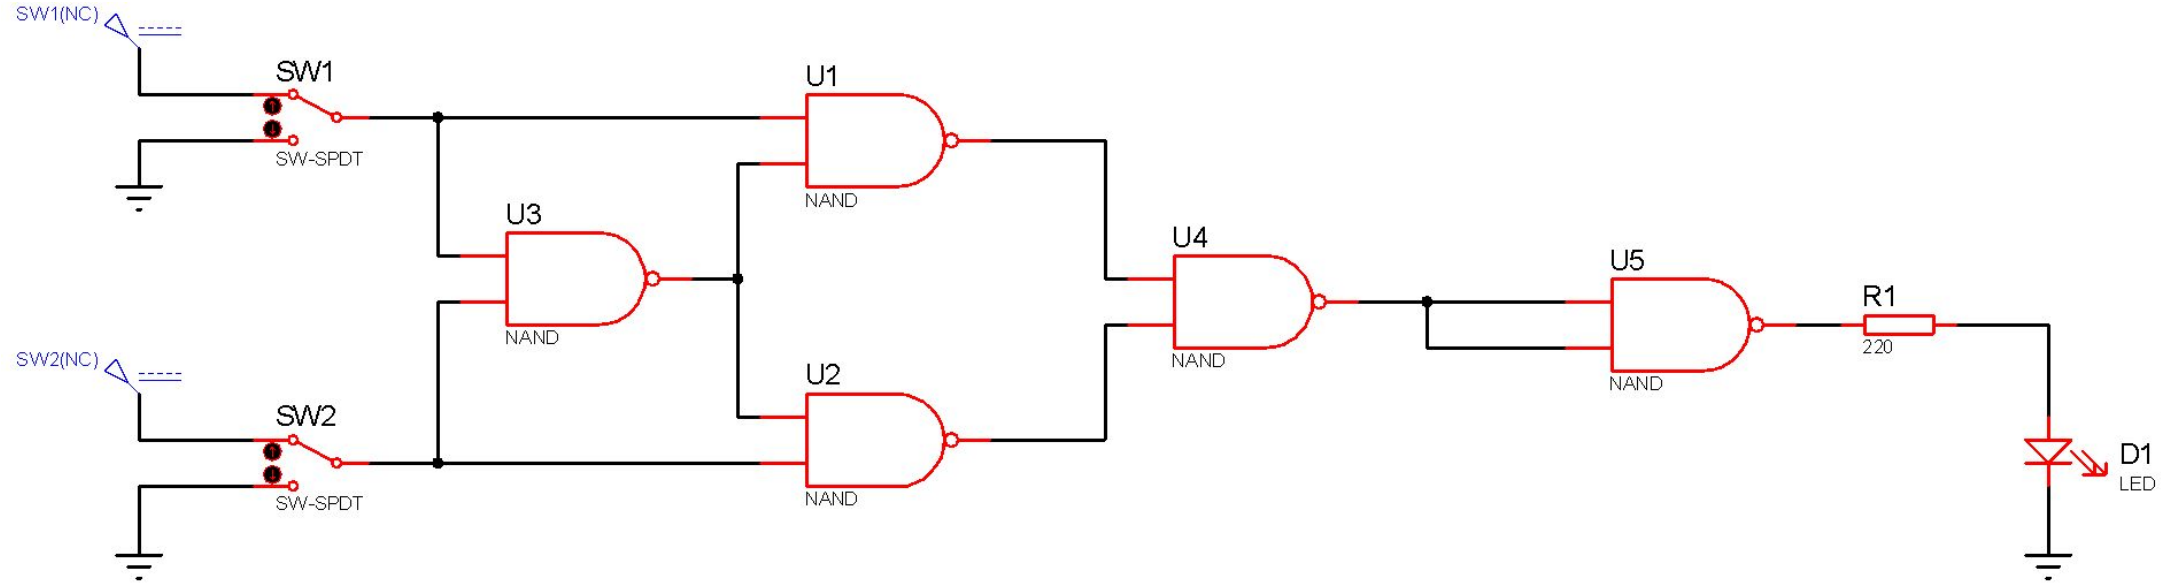 SW1(NC)
SW1
SW-SPDT
U1
NAND
U3
NAND
SW2(NC)
SW2
SW-SPDT
U2
NAND
U4
NAND
U5
NAND
R1
220
D1
LED